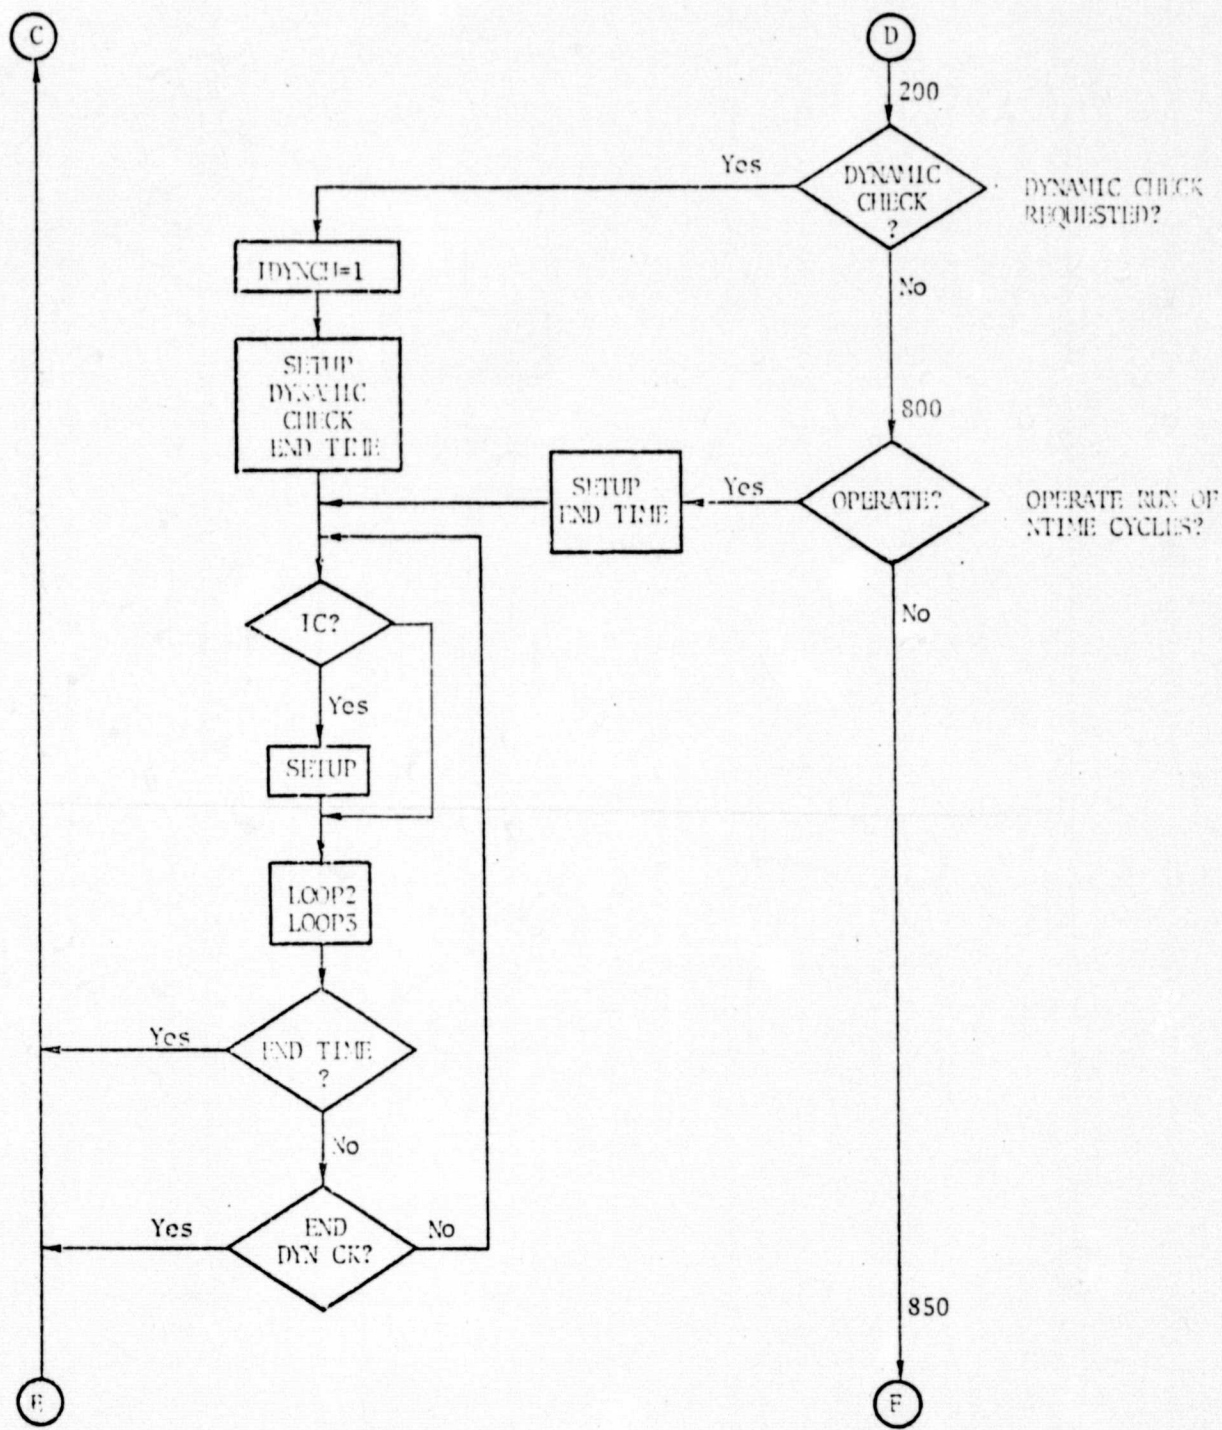 C
D
200
Yes
DYNAMIC
CHECK
?
DYNAMIC CHECK
REQUESTED?
IDYNCH=1
No
SETUP
DYNAMIC
CHECK
END TIME
800
SETUP
END TIME
Yes
OPERATE?
OPERATE RUN OF
NTIME CYCLES?
IC?
No
Yes
SETUP
LOOP2
LOOP3
Yes
END TIME
?
No
Yes
END
DYN CK?
No
850